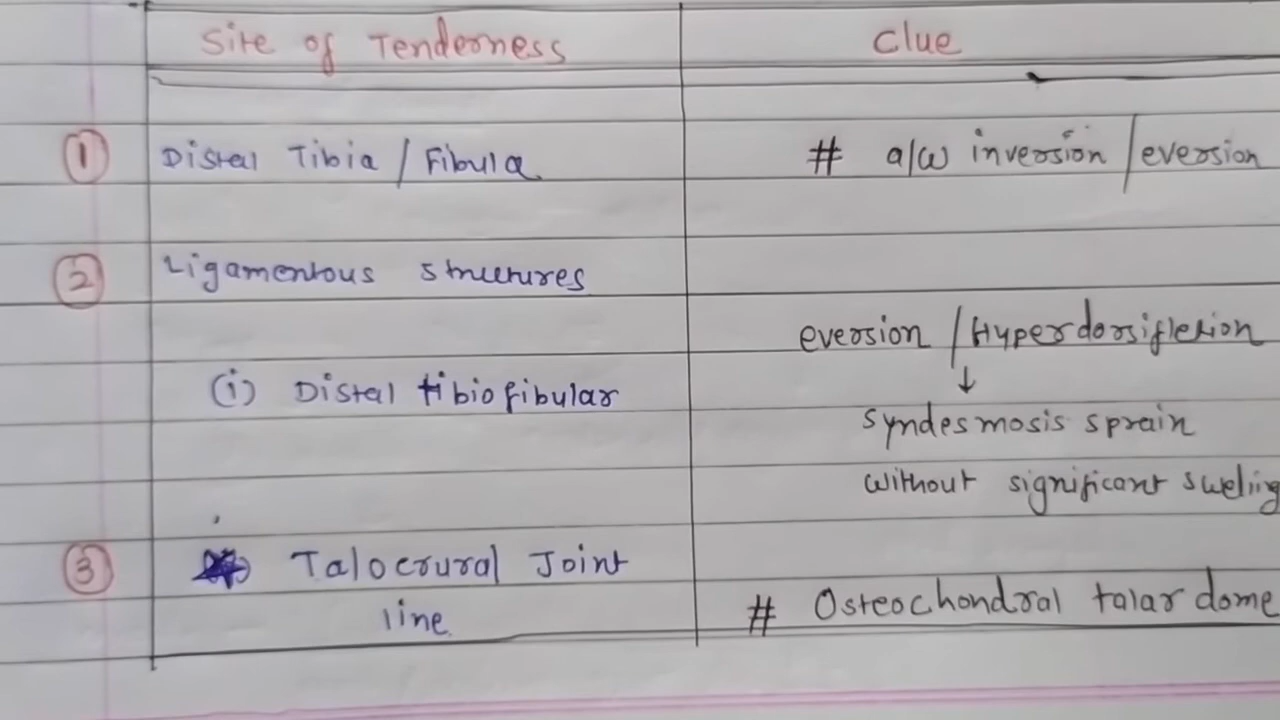 Site of Tenderness Clue
① Distal Tibia / Fibula # a/w inversion / eversion
② Ligamentous structures
eversion / Hyperdorsiflexion
↓
(i) Distal tibiofibular
syndesmosis sprain
without significant sweling
③ Talocrural Joint
line # Osteochondral talar dome